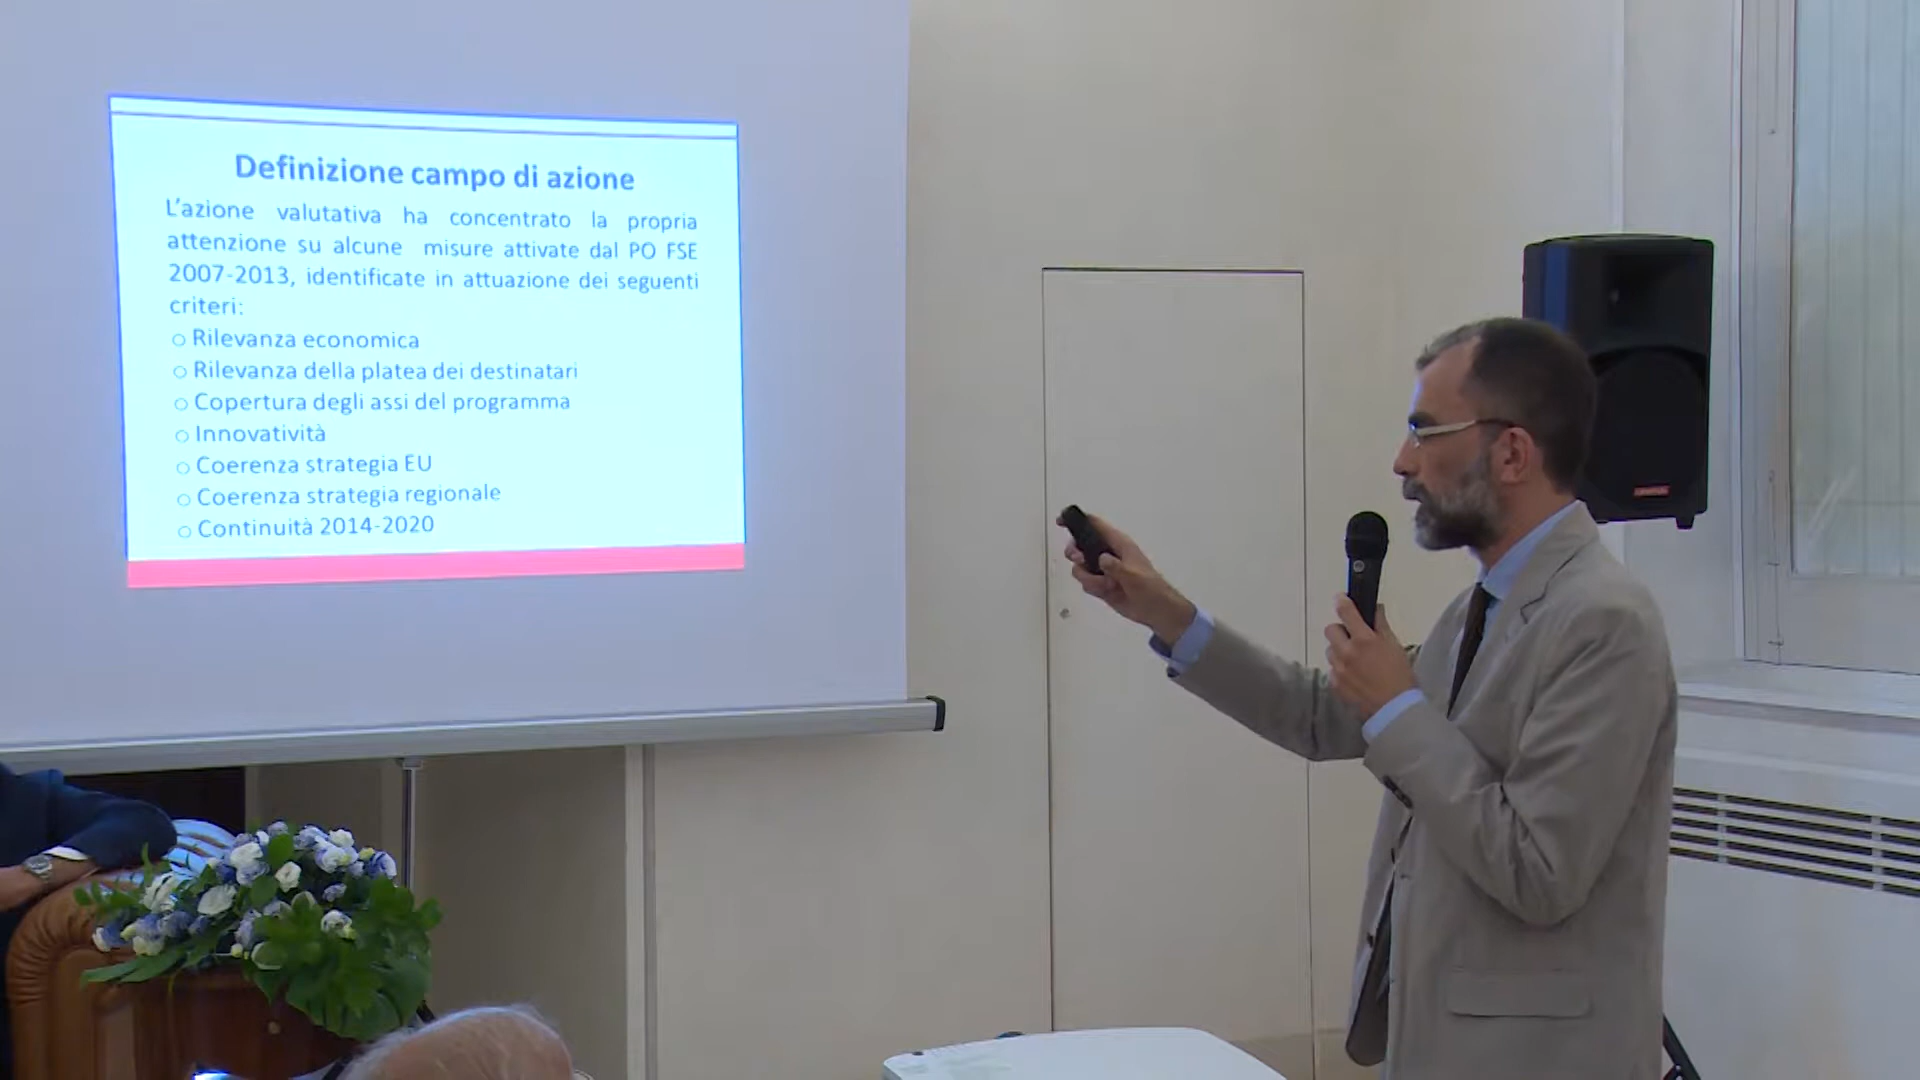 Definizione campo di azione
L'azione valutativa ha concentrato la propria
attenzione su alcune misure attivate dal PO FSE
2007-2013, identificate in attuazione dei seguenti
criteri:
○ Rilevanza economica
○ Rilevanza della platea dei destinatari
○ Copertura degli assi del programma
○ Innovatività
○ Coerenza strategia EU
○ Coerenza strategia regionale
○ Continuità 2014-2020